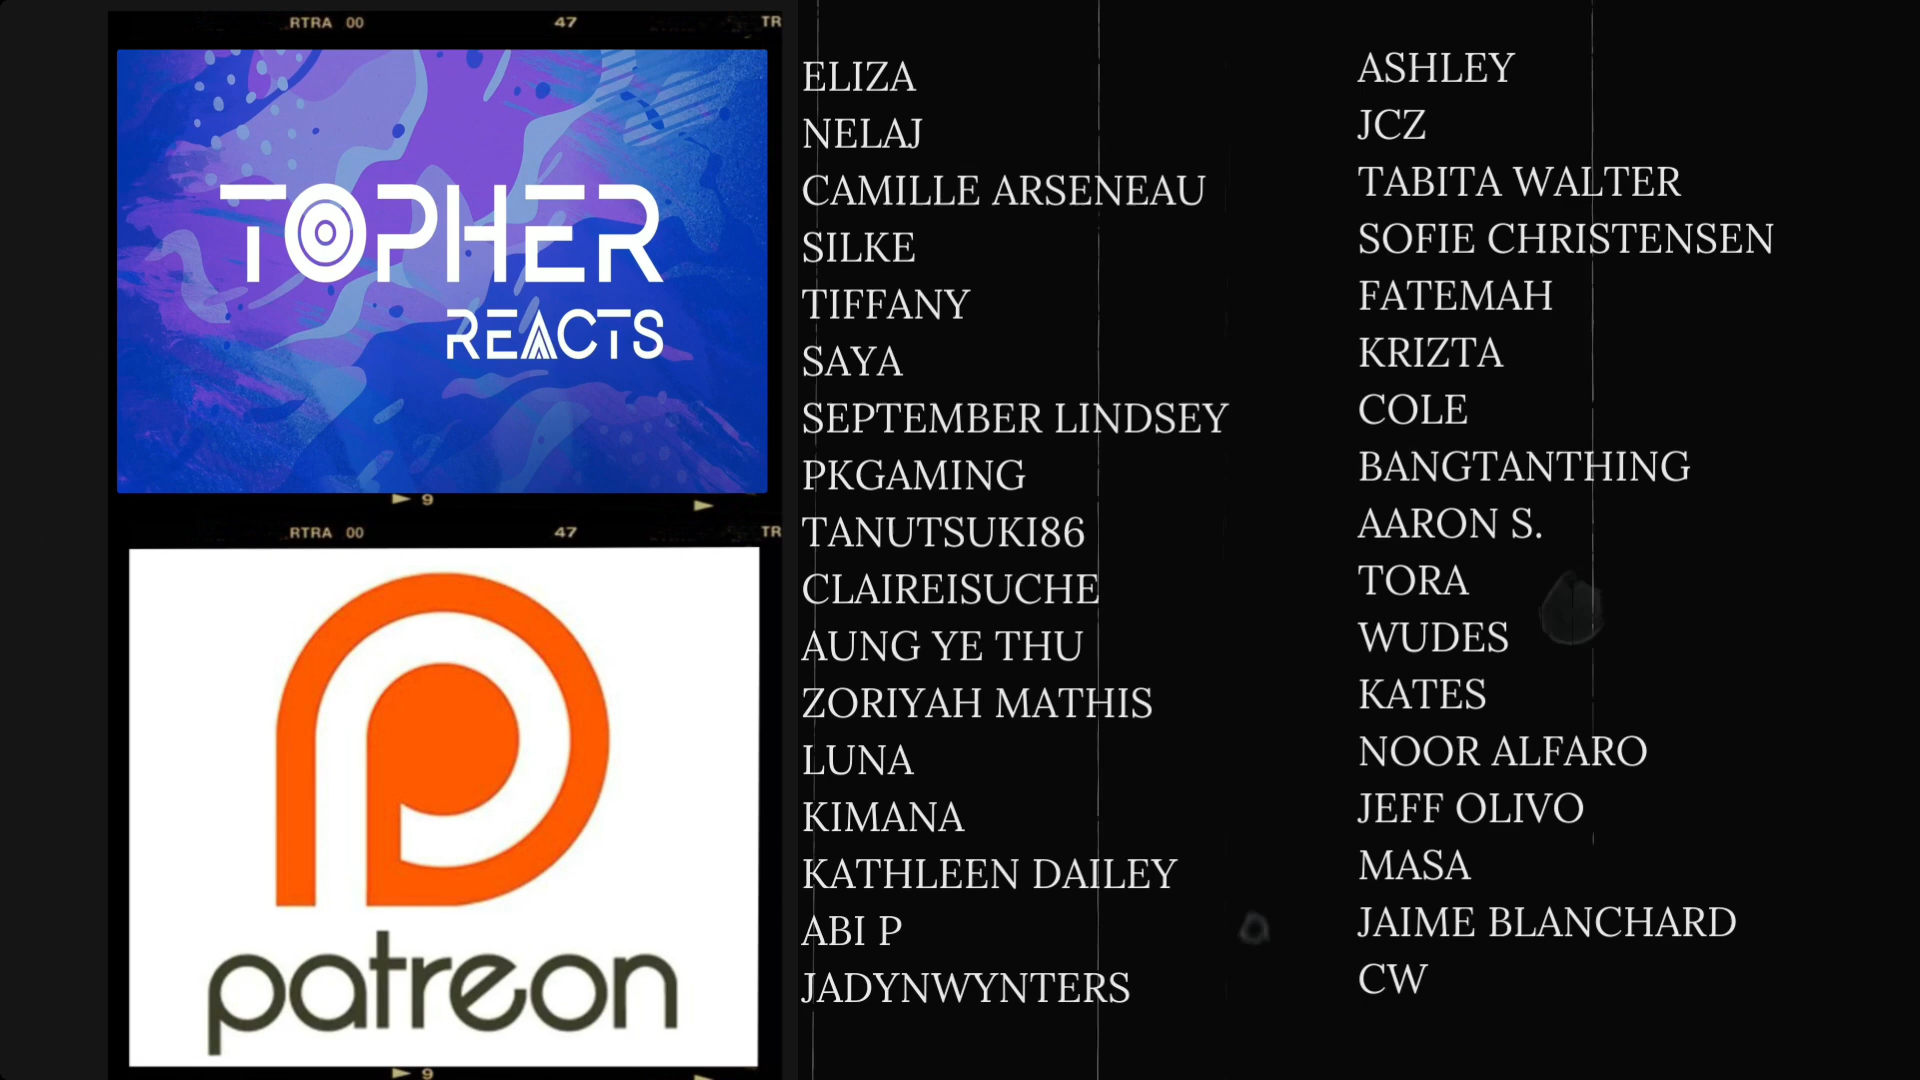 RTRA 00 47 TR
TOPHER
REACTS
9
RTRA 00 47 TR
patreon
9
ELIZA
NELAJ
CAMILLE ARSENEAU
SILKE
TIFFANY
SAYA
SEPTEMBER LINDSEY
PKGAMING
TANUTSUKI86
CLAIREISUCHE
AUNG YE THU
ZORIYAH MATHIS
LUNA
KIMANA
KATHLEEN DAILEY
ABI P
JADYNWYNTERS
ASHLEY
JCZ
TABITA WALTER
SOFIE CHRISTENSEN
FATEMAH
KRIZTA
COLE
BANGTANTHING
AARON S.
TORA
WUDES
KATES
NOOR ALFARO
JEFF OLIVO
MASA
JAIME BLANCHARD
CW